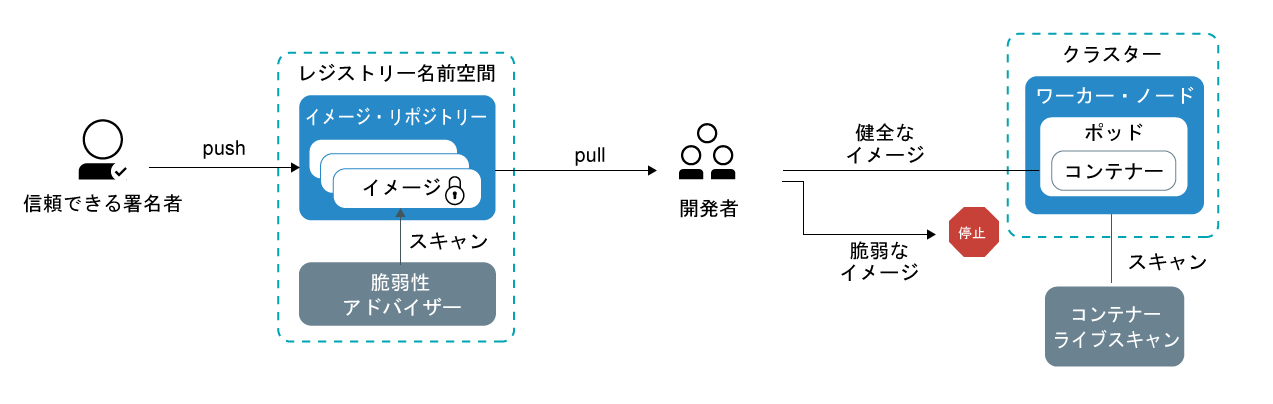 信頼できる署名者
push
レジストリー名前空間
イメージ・リポジトリー
イメージ
スキャン
脆弱性
アドバイザー
pull
開発者
健全な
イメージ
脆弱な
イメージ
停止
クラスター
ワーカー・ノード
ポッド
コンテナー
スキャン
コンテナー
ライブスキャン